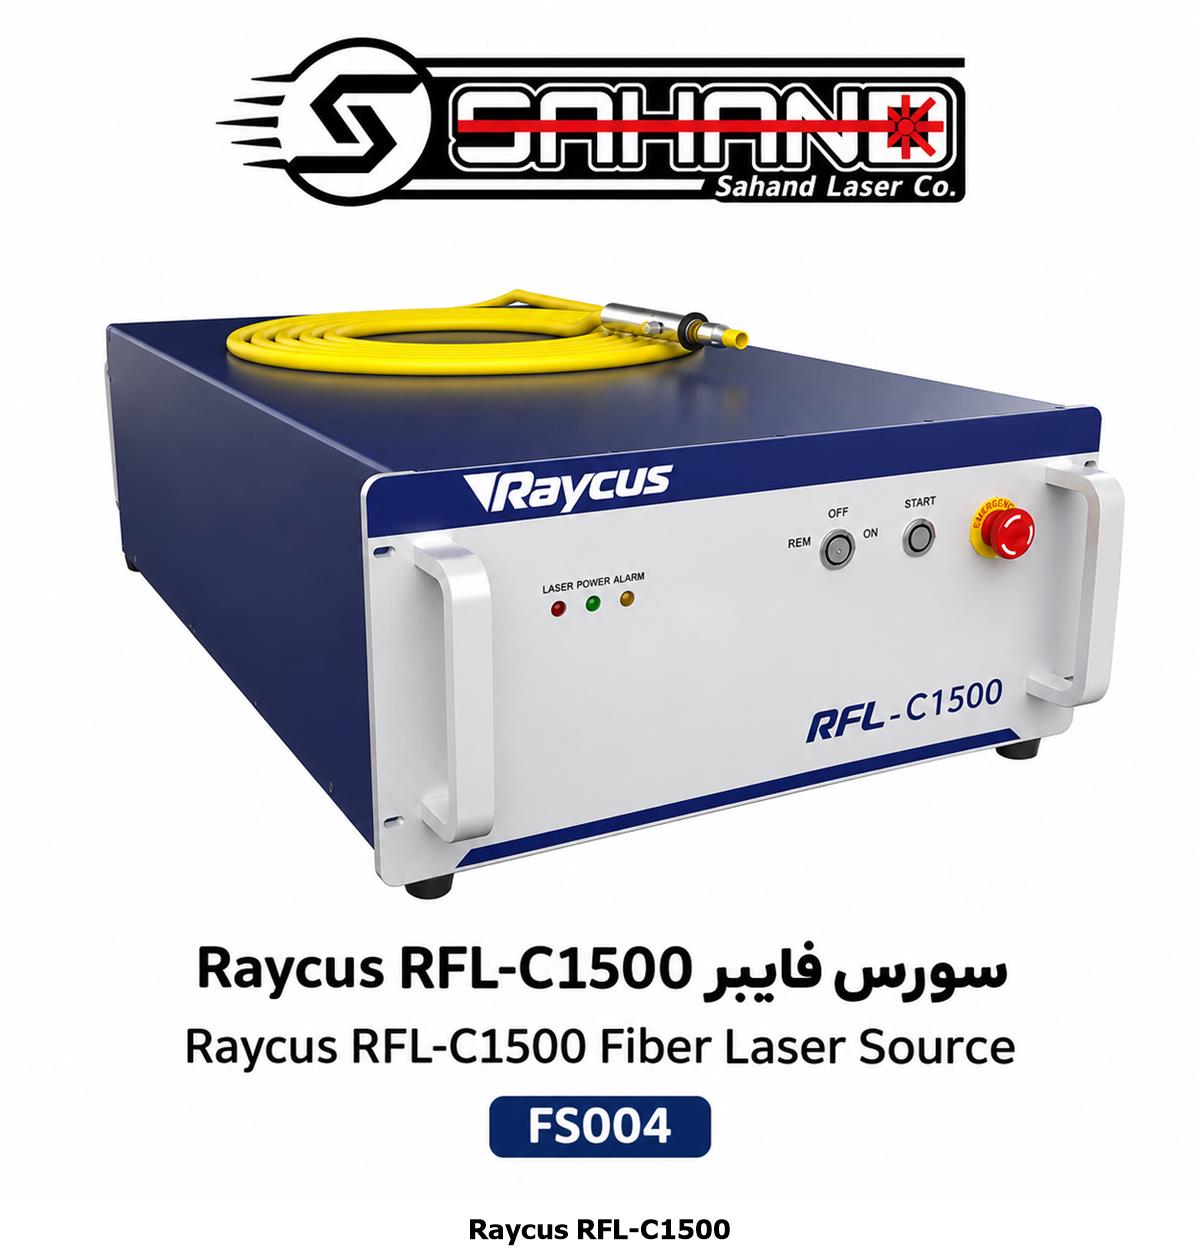 SAHAND
Sahand Laser Co.
Raycus
OFF
START
REM
ON
EMERGENCY
LASER POWER ALARM
RFL-C1500
سورس فایبر Raycus RFL-C1500
Raycus RFL-C1500 Fiber Laser Source
FS004
Raycus RFL-C1500